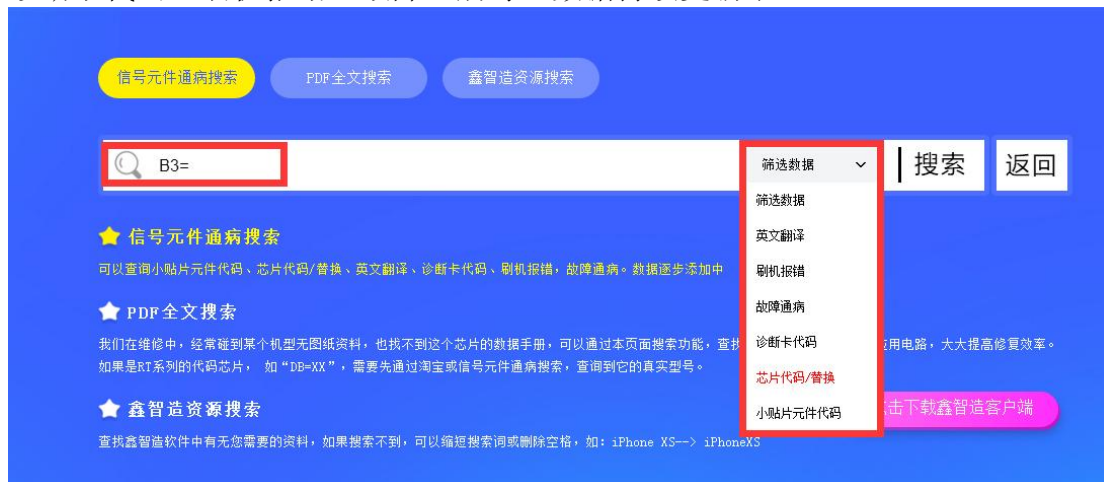 信号元件通病搜索 PDF全文搜索 鑫智造资源搜索
B3= 筛选数据 搜索 返回
筛选数据
英文翻译
刷机报错
故障通病
诊断卡代码
芯片代码/替换
小贴片元件代码
信号元件通病搜索
可以查询小贴片元件代码、芯片代码/替换、英文翻译、诊断卡代码、刷机报错，故障通病。数据逐步添加中
PDF全文搜索
我们在维修中，经常碰到某个机型无图纸资料，也找不到这个芯片的数据手册，可以通过本页面搜索功能，查找 用电路，大大提高修复效率。
如果是RT系列的代码芯片， 如“DB=XX”，需要先通过淘宝或信号元件通病搜索，查询到它的真实型号。
鑫智造资源搜索
击下载鑫智造客户端
查找鑫智造软件中有无您需要的资料，如果搜索不到，可以缩短搜索词或删除空格，如：iPhone XS--> iPhoneXS